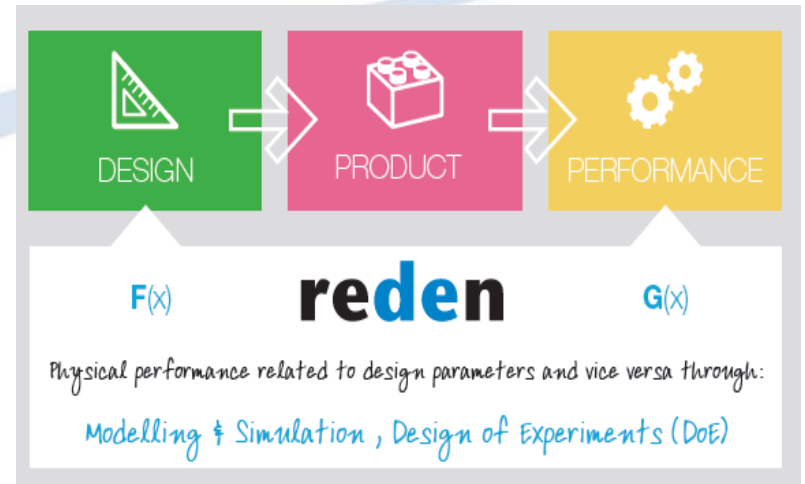 DESIGN
PRODUCT
PERFORMANCE
F(x)
reden
G(x)
Physical performance related to design parameters and vice versa through:
Modelling & Simulation , Design of Experiments (DoE)